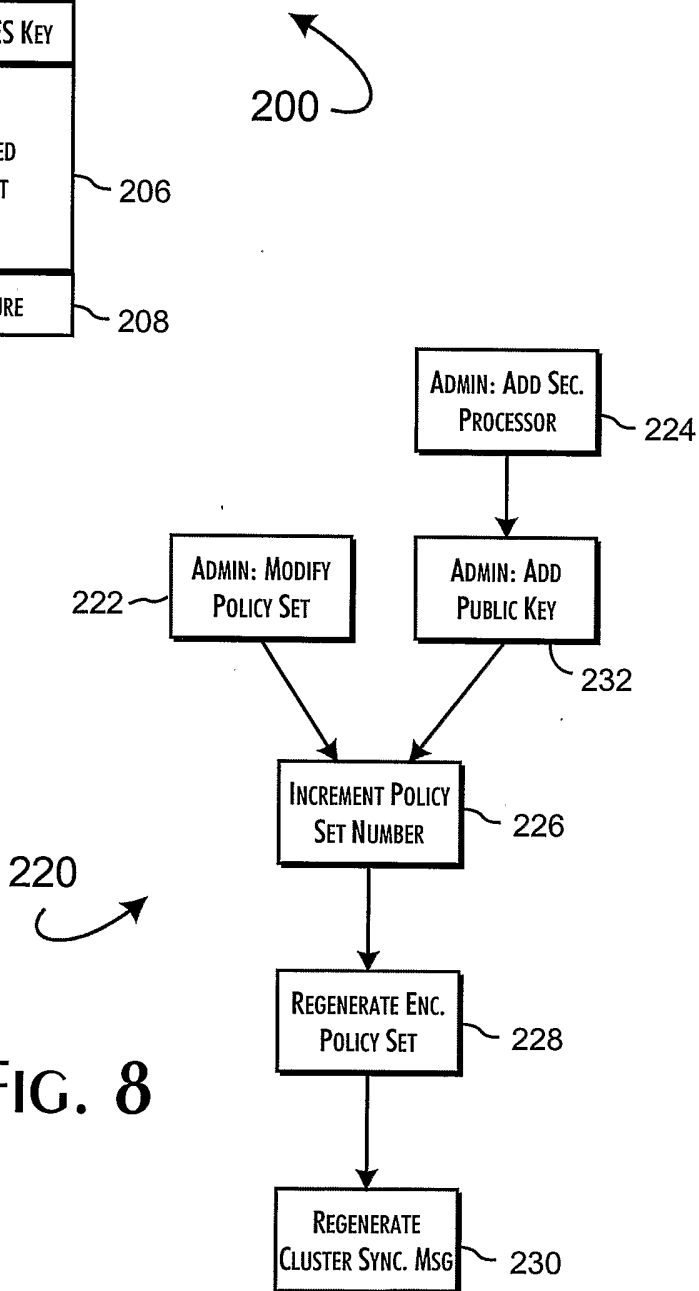 ES KEY
200
ED
T
206
URE
208
ADMIN: ADD SEC.
PROCESSOR
224
ADMIN: MODIFY
POLICY SET
222
ADMIN: ADD
PUBLIC KEY
232
INCREMENT POLICY
SET NUMBER
226
220
REGENERATE ENC.
POLICY SET
228
FIG. 8
REGENERATE
CLUSTER SYNC. MSG
230